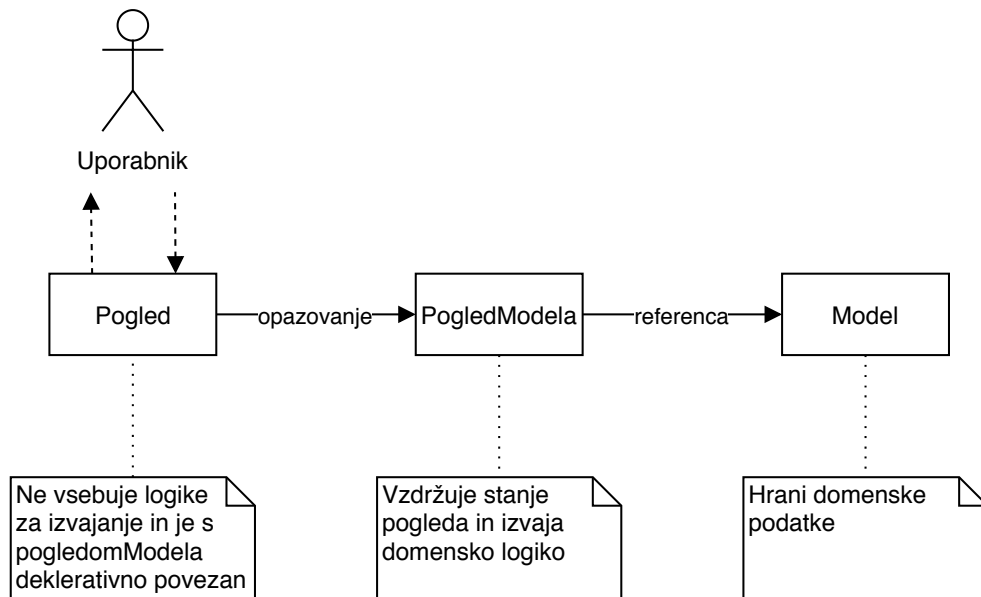 Uporabnik
Pogled
opazovanje
PogledModela
referenca
Model
Ne vsebuje logike
za izvajanje in je s
pogledomModela
deklerativno povezan
Vzdržuje stanje
pogleda in izvaja
domensko logiko
Hrani domenske
podatke